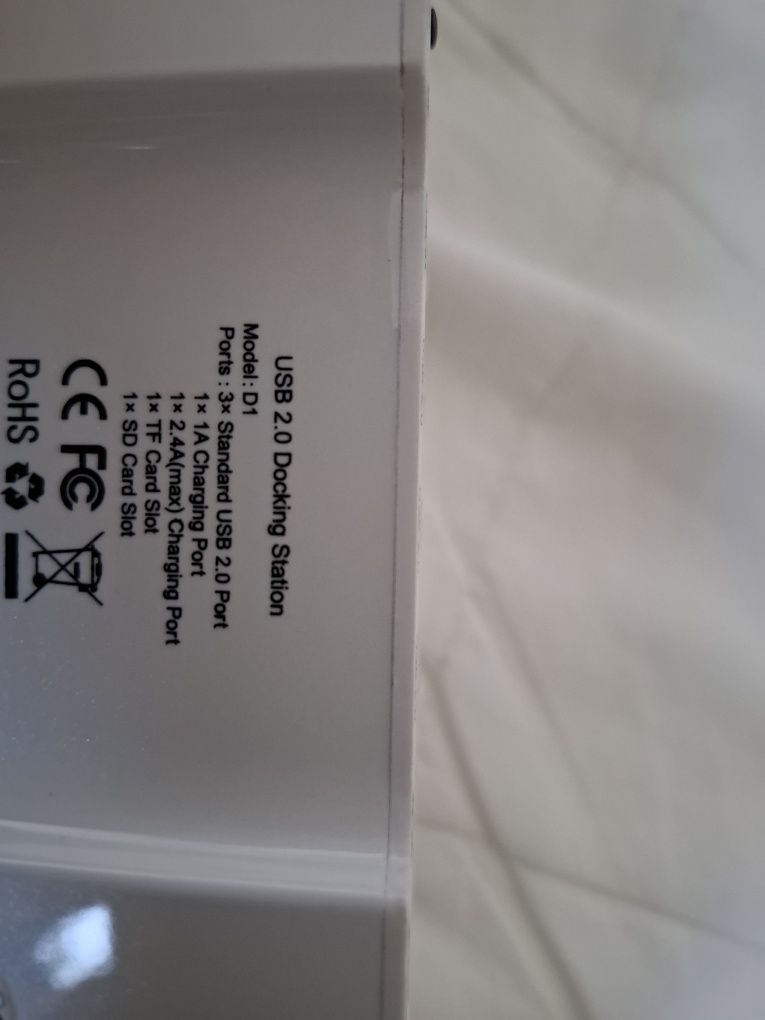 USB 2.0 Docking Station
Model : D1
Ports : 3× Standard USB 2.0 Port
1× 1A Charging Port
1× 2.4A(max) Charging Port
1× TF Card Slot
1× SD Card Slot
CE FC
RoHS